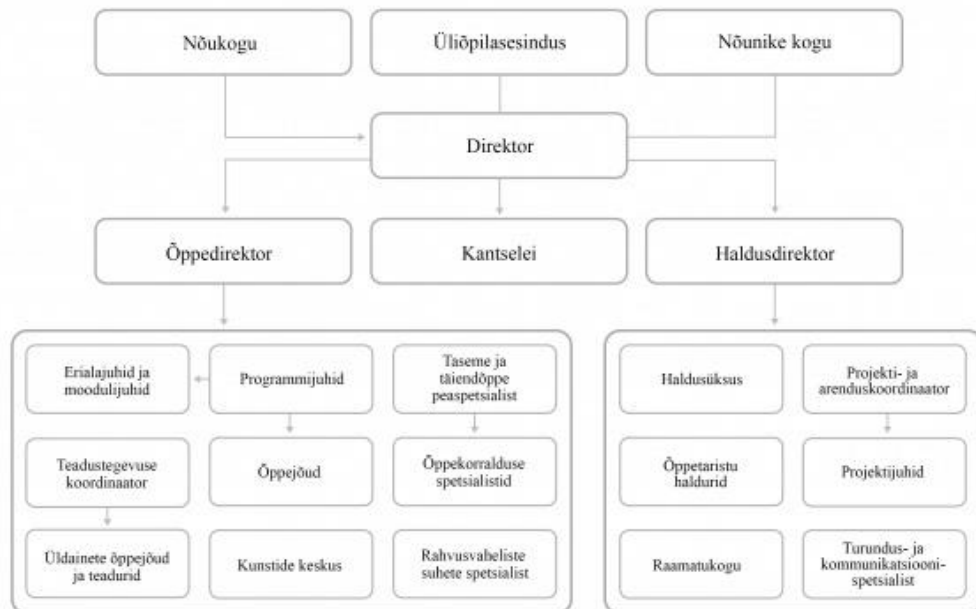 Nõukogu
Üliõpilasesindus
Nõunike kogu
Direktor
Õppedirektor
Kantselei
Haldusdirektor
Erialajuhid ja
moodulijuhid
Programmijuhid
Taseme ja
täiendõppe
peaspetsialist
Teadustegevuse
koordinaator
Õppejõud
Õppekorralduse
spetsialistid
Üldainete õppejõud
ja teadurid
Kunstide keskus
Rahvusvaheliste
suhete spetsialist
Haldusüksus
Projekti- ja
arenduskoordinaator
Õppetaristu
haldurid
Projektijuhid
Raamatukogu
Turundus- ja
kommunikatsiooni-
spetsialist